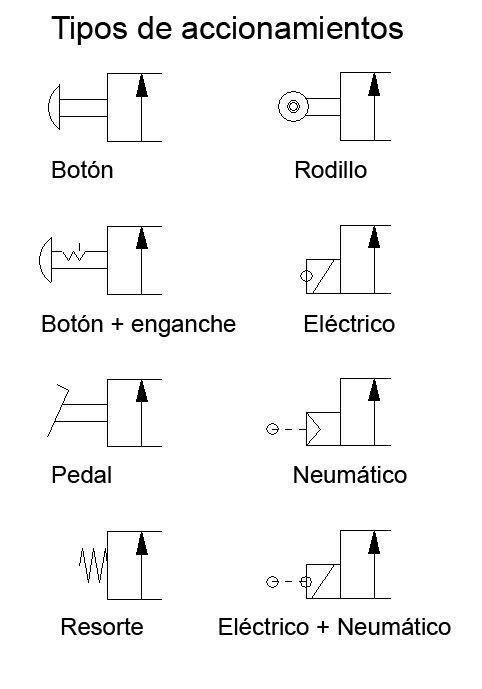 Tipos de accionamientos
Botón
Rodillo
Botón + enganche
Eléctrico
Pedal
Neumático
Resorte
Eléctrico + Neumático